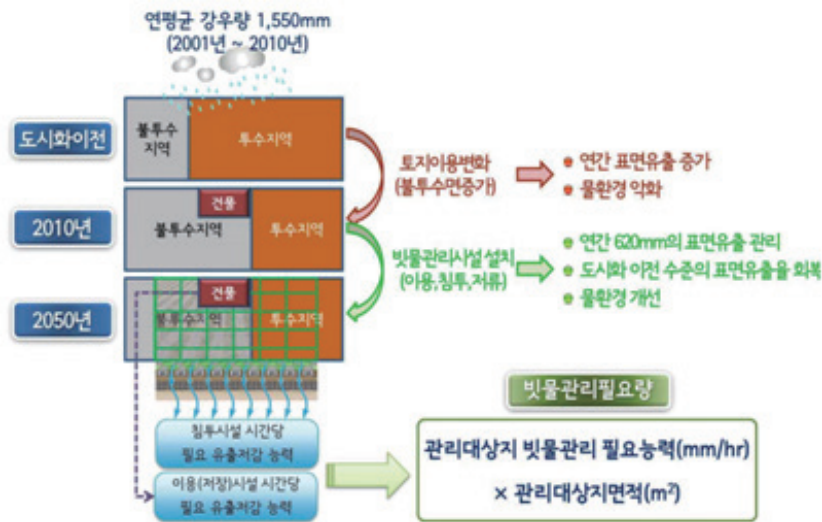 연평균 강우량 1,550mm
(2001년 ~ 2010년)
도시화이전
불투수
지역
투수지역
토지이용변화
(불투수면증가)
연간 표면유출 증가
물환경 악화
2010년
건물
불투수지역
투수지역
빗물관리시설 설치
(이용,침투,저류)
연간 620mm의 표면유출 관리
도시화 이전 수준의 표면유출율 회복
물환경 개선
2050년
건물
불투수지역
투수지역
침투시설 시간당
필요 유출저감 능력
이용(저장)시설 시간당
필요 유출저감 능력
빗물관리필요량
관리대상지 빗물관리 필요능력(mm/hr)
× 관리대상지면적(m²)